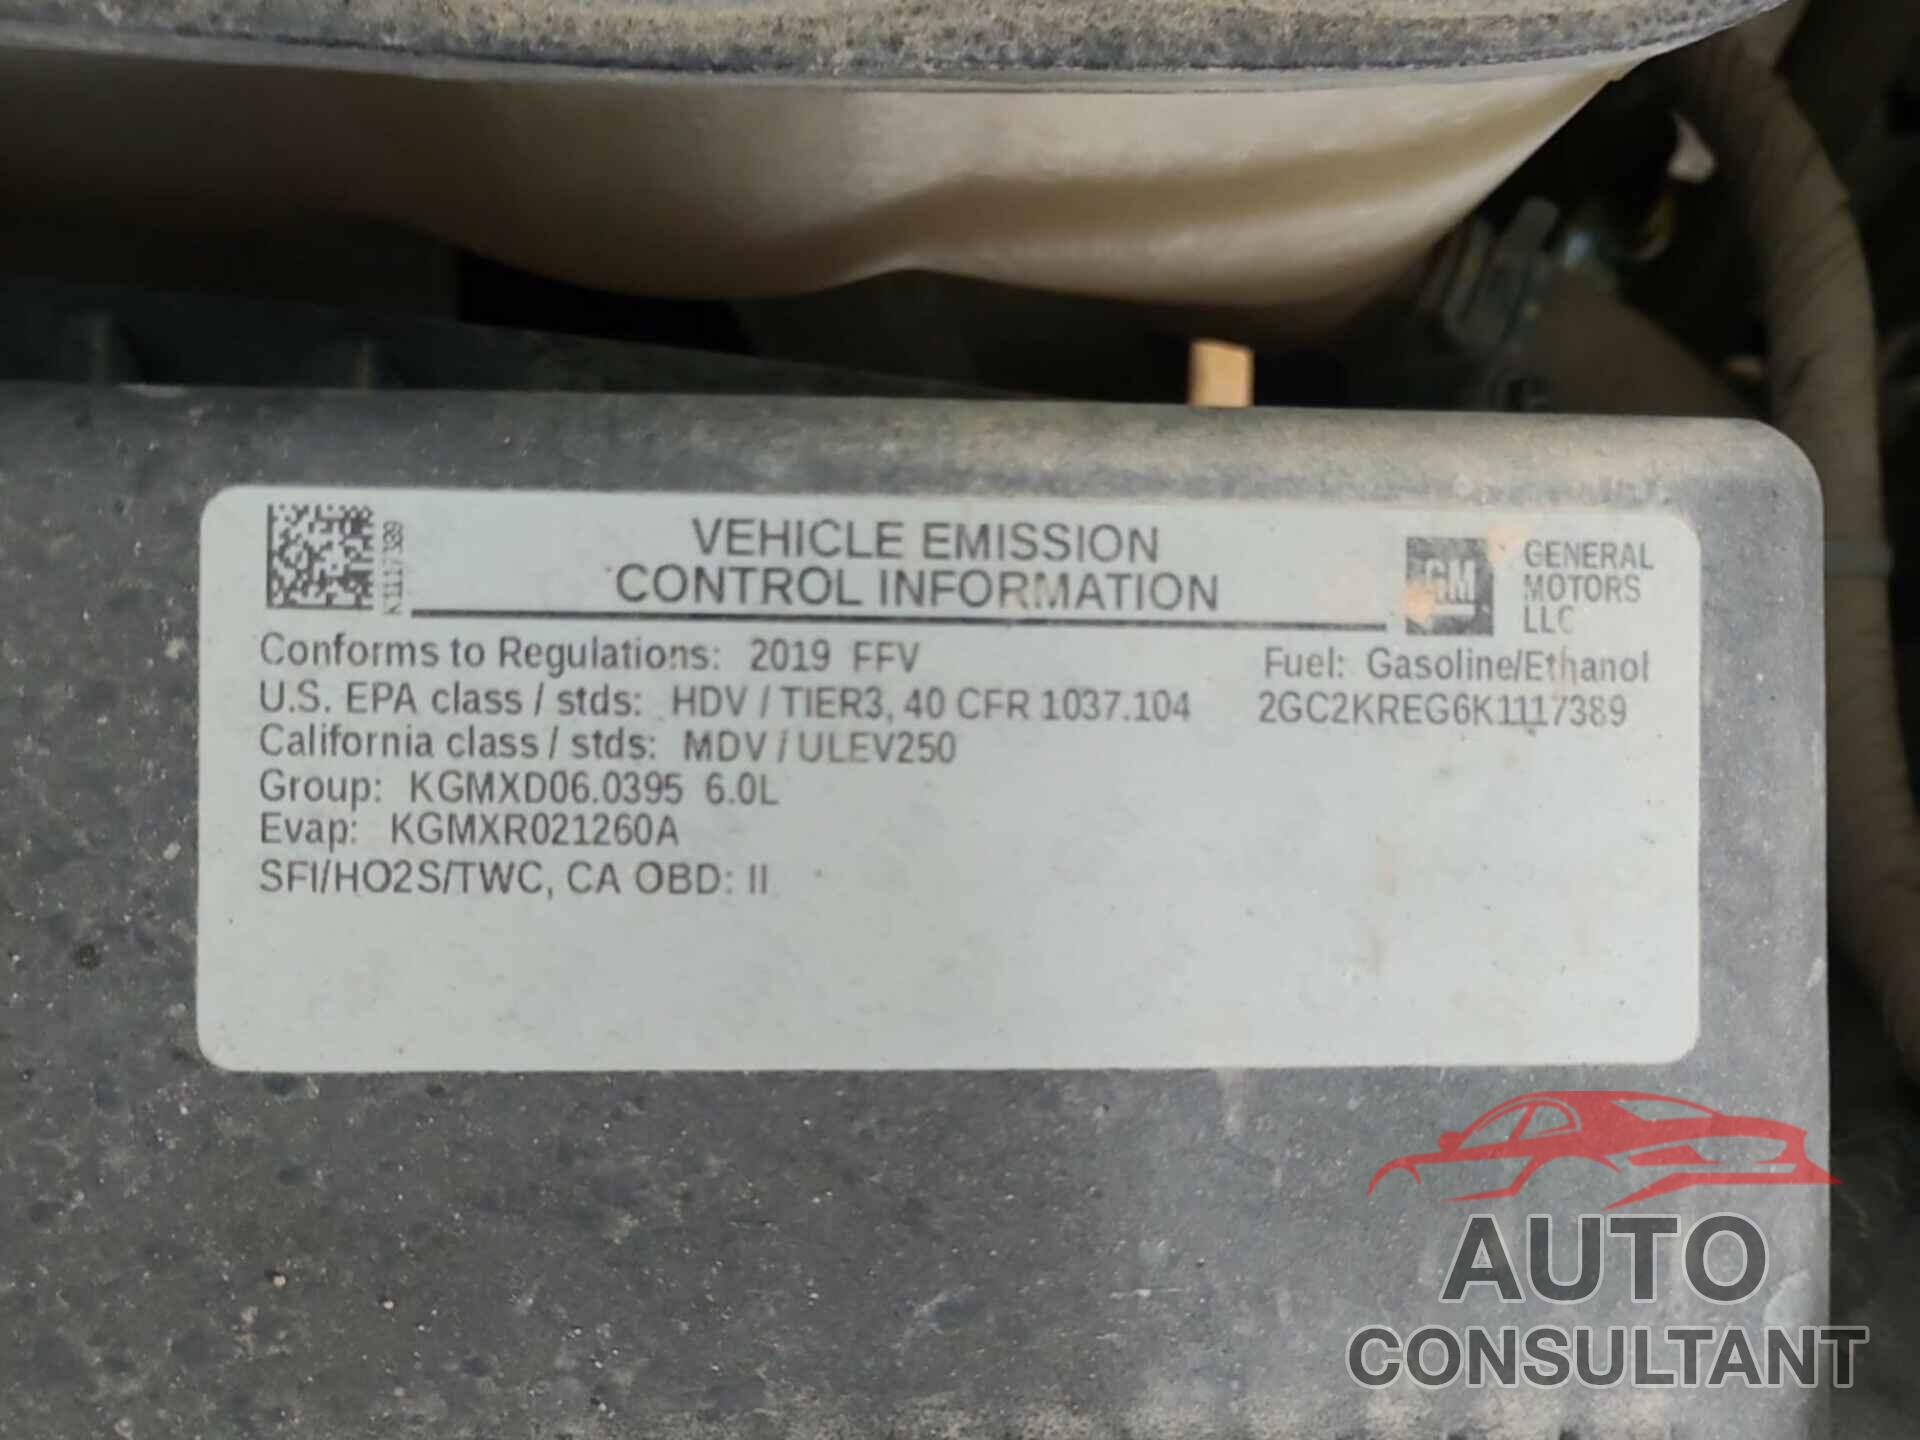 K1117389
VEHICLE EMISSION
CONTROL INFORMATION
GM
GENERAL
MOTORS
LLC
Conforms to Regulations: 2019 FFV
Fuel: Gasoline/Ethanol
U.S. EPA class / stds: HDV / TIER3, 40 CFR 1037.104
2GC2KREG6K1117389
California class / stds: MDV / ULEV250
Group: KGMXD06.0395 6.0L
Evap: KGMXR021260A
SFI/HO2S/TWC, CA OBD: II
AUTO
CONSULTANT